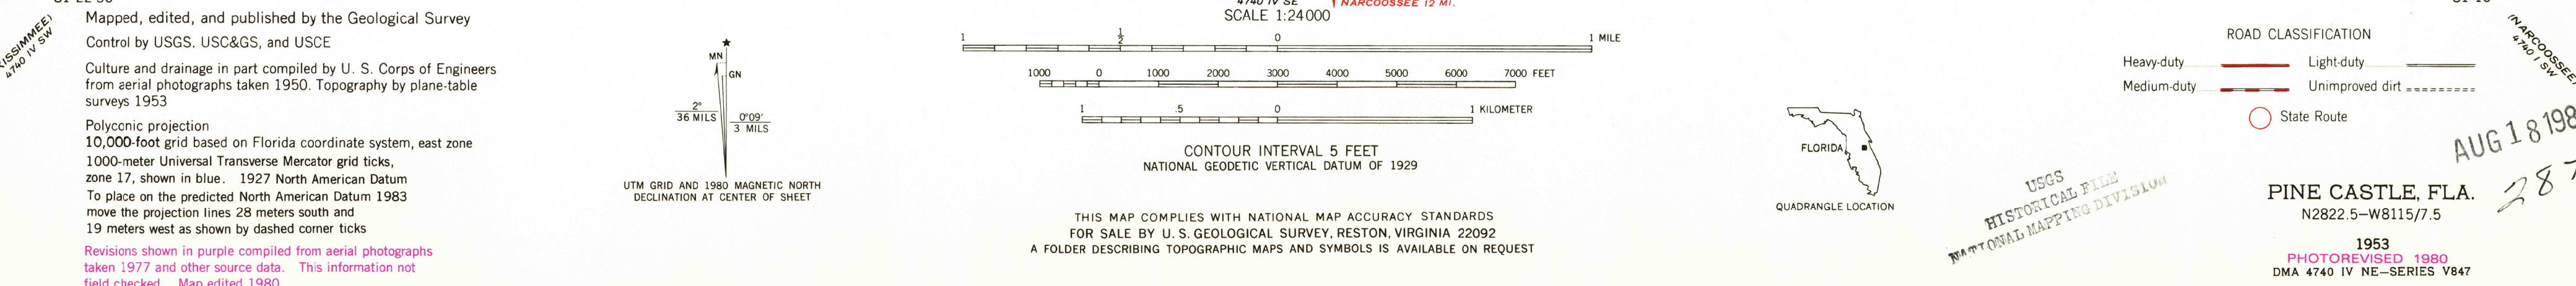 Mapped, edited, and published by the Geological Survey
Control by USGS. USC&GS, and USCE
Culture and drainage in part compiled by U. S. Corps of Engineers
from aerial photographs taken 1950. Topography by plane-table
surveys 1953
Polyconic projection
10,000-foot grid based on Florida coordinate system, east zone
1000-meter Universal Transverse Mercator grid ticks,
zone 17, shown in blue. 1927 North American Datum
To place on the predicted North American Datum 1983
move the projection lines 28 meters south and
19 meters west as shown by dashed corner ticks
Revisions shown in purple compiled from aerial photographs
taken 1977 and other source data. This information not
field checked. Map edited 1980
ISSIMMEE)
4740 IV SW
MN
GN
2°
36 MILS
0°09′
3 MILS
UTM GRID AND 1980 MAGNETIC NORTH
DECLINATION AT CENTER OF SHEET
4740 IV SE
NARCOOSSEE 12 MI.
SCALE 1:24000
1 1/2 0 1 MILE
1000 0 1000 2000 3000 4000 5000 6000 7000 FEET
1 .5 0 1 KILOMETER
CONTOUR INTERVAL 5 FEET
NATIONAL GEODETIC VERTICAL DATUM OF 1929
THIS MAP COMPLIES WITH NATIONAL MAP ACCURACY STANDARDS
FOR SALE BY U. S. GEOLOGICAL SURVEY, RESTON, VIRGINIA 22092
A FOLDER DESCRIBING TOPOGRAPHIC MAPS AND SYMBOLS IS AVAILABLE ON REQUEST
FLORIDA
QUADRANGLE LOCATION
USGS
HISTORICAL FILE
NATIONAL MAPPING DIVISION
ROAD CLASSIFICATION
Heavy-duty Light-duty
Medium-duty Unimproved dirt
State Route
(NARCOOSSEE)
4740 I SW
AUG 18 198
28
PINE CASTLE, FLA.
N2822.5–W8115/7.5
1953
PHOTOREVISED 1980
DMA 4740 IV NE–SERIES V847